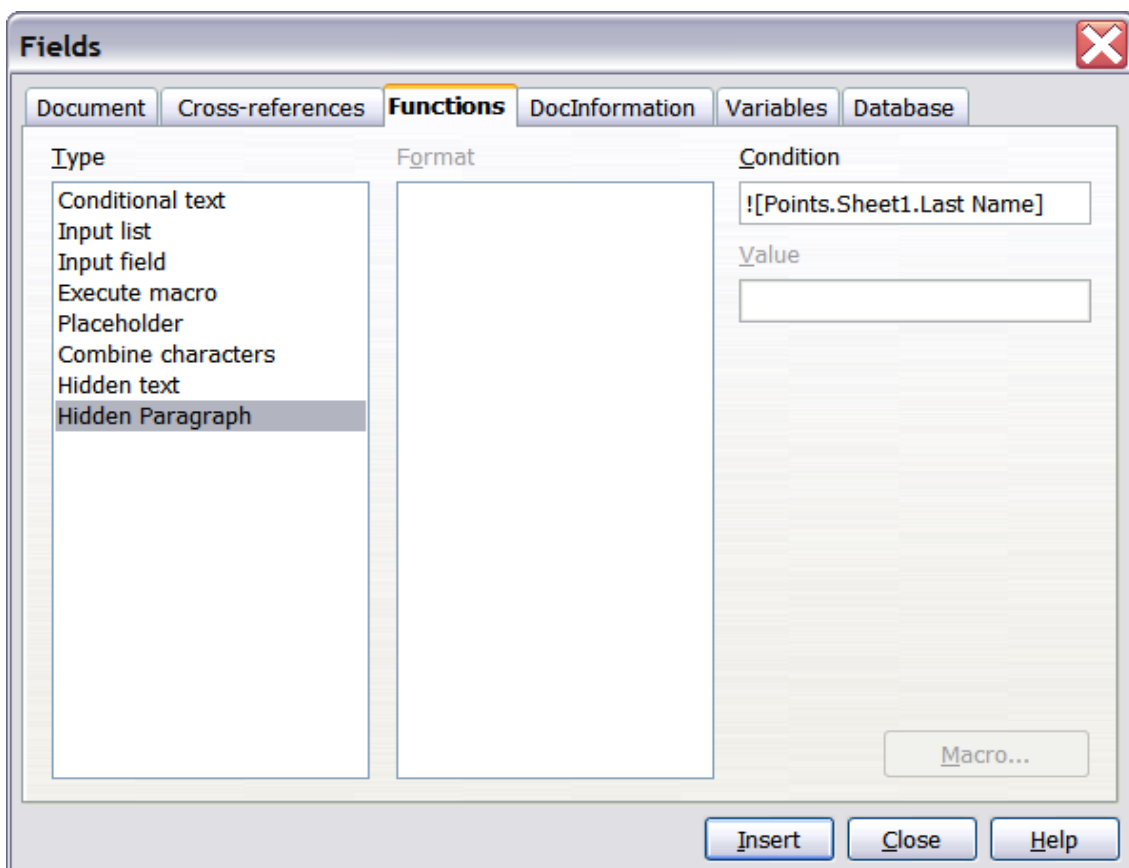 Fields
Document Cross-references Functions DocInformation Variables Database
Type
Conditional text
Input list
Input field
Execute macro
Placeholder
Combine characters
Hidden text
Hidden Paragraph
Format
Condition
![Points.Sheet1.Last Name]
Value
Macro...
Insert Close Help